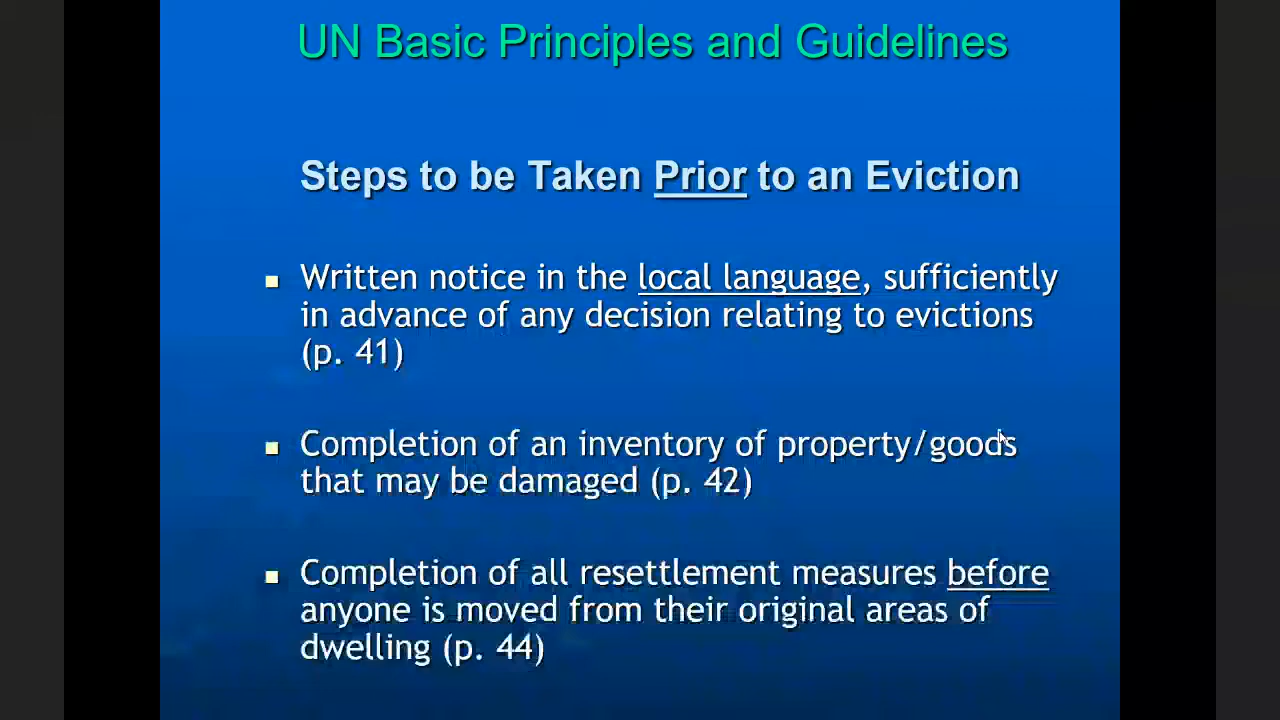 UN Basic Principles and Guidelines
Steps to be Taken Prior to an Eviction
Written notice in the local language, sufficiently
in advance of any decision relating to evictions
(p. 41)
Completion of an inventory of property/goods
that may be damaged (p. 42)
Completion of all resettlement measures before
anyone is moved from their original areas of
dwelling (p. 44)